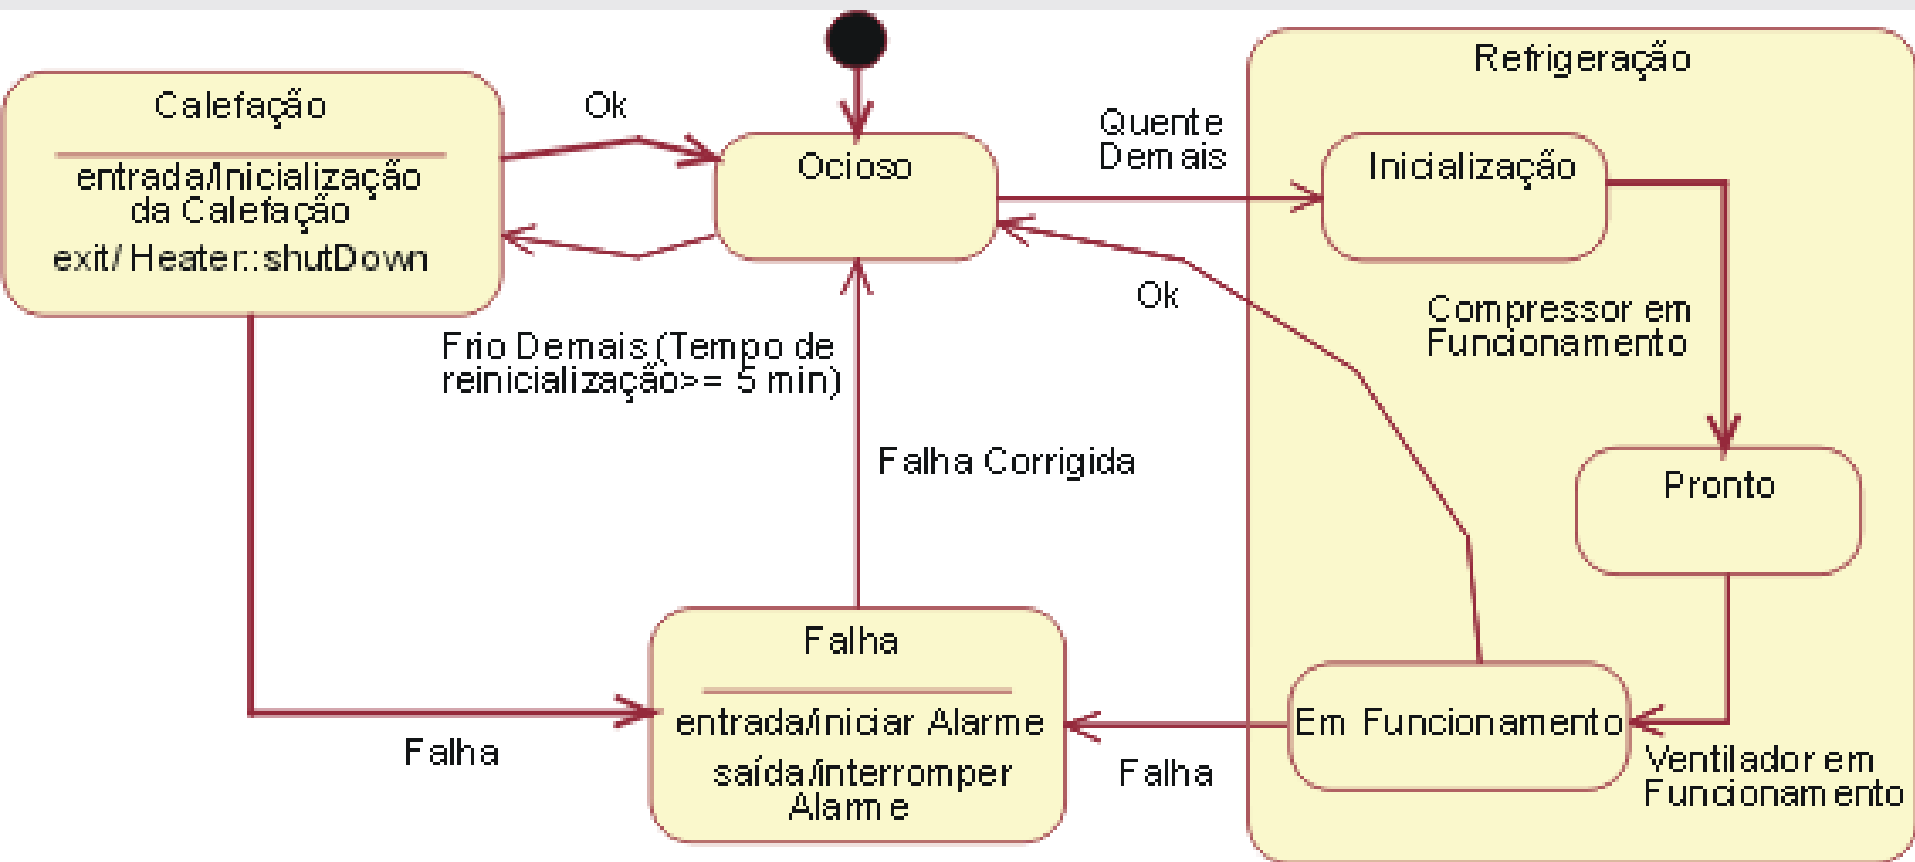 Refrigeração
Calefação
entrada/Inicialização
da Calefação
exit/ Heater::shutDown
Ok
Ocioso
Quente
Demais
Inicialização
Ok
Compressor em
Funcionamento
Frio Demais (Tempo de
reinicialização>= 5 min)
Falha Corrigida
Pronto
Falha
entrada/iniciar Alarme
saída/interromper
Alarme
Falha
Falha
Em Funcionamento
Ventilador em
Funcionamento